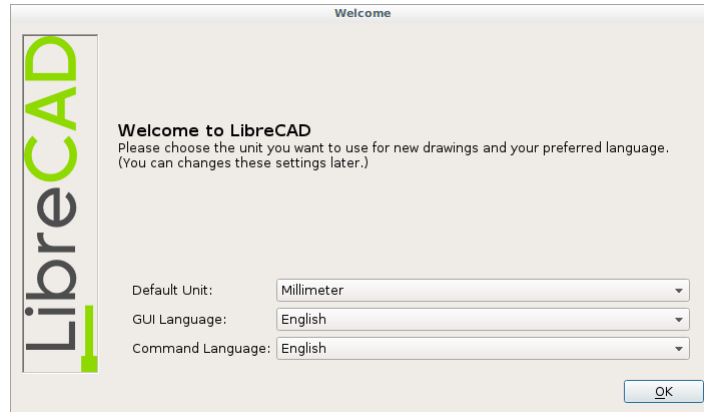 Welcome
LibreCAD
Welcome to LibreCAD
Please choose the unit you want to use for new drawings and your preferred language.
(You can changes these settings later.)
Default Unit: Millimeter
GUI Language: English
Command Language: English
OK